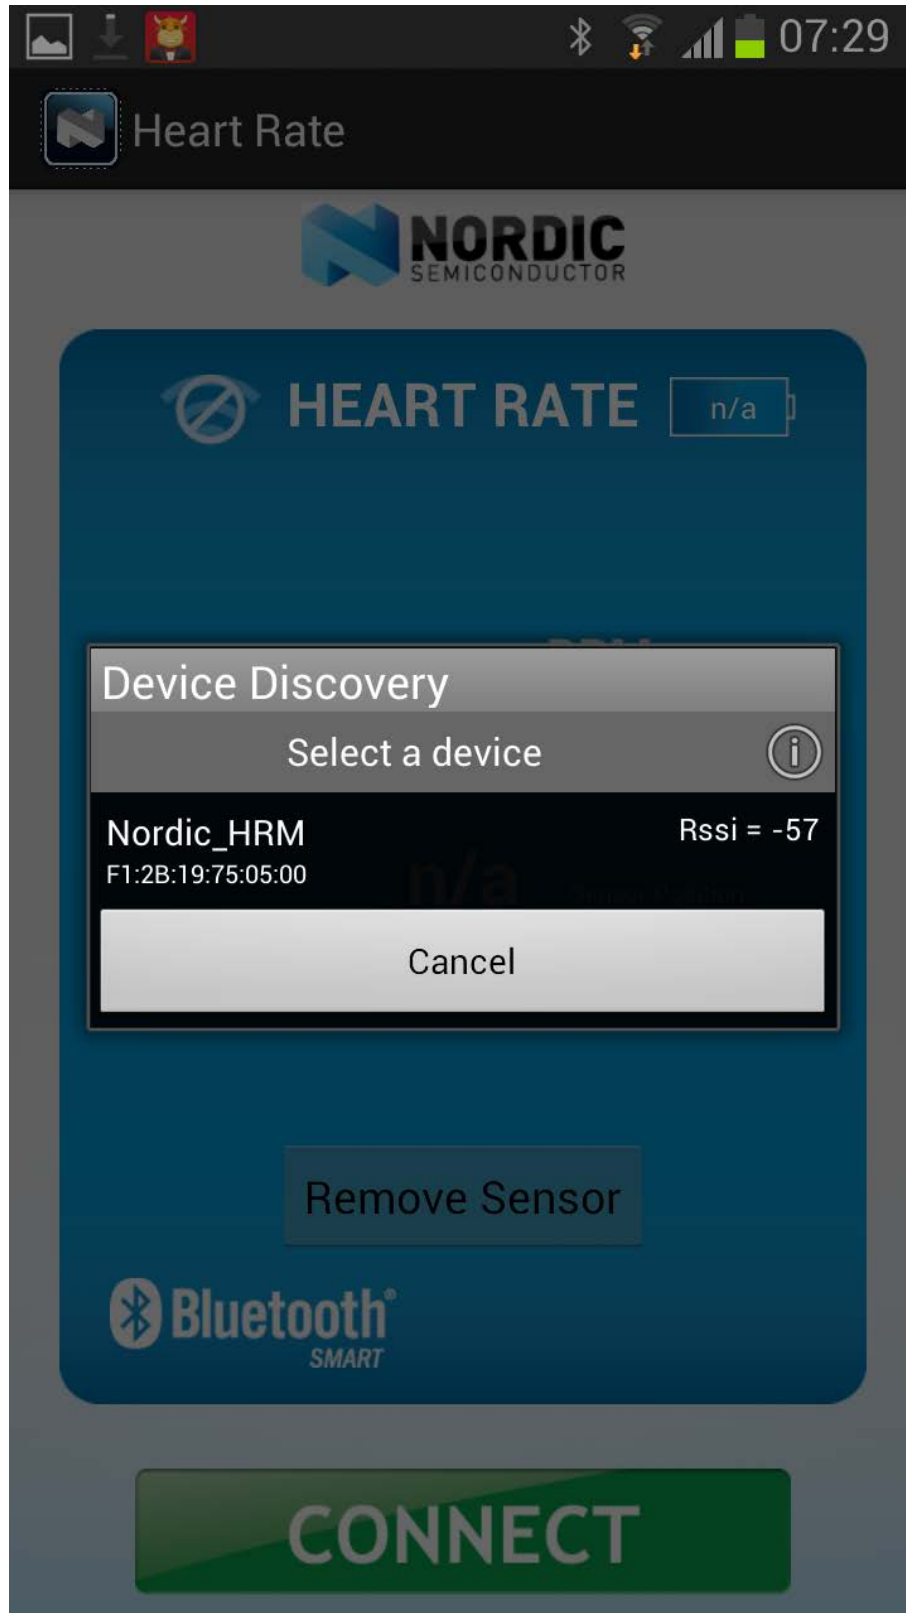 07:29
Heart Rate
NORDIC
SEMICONDUCTOR
HEART RATE n/a
Device Discovery
Select a device
Nordic_HRM Rssi = -57
F1:2B:19:75:05:00
n/a
Cancel
Remove Sensor
Bluetooth®
SMART
CONNECT